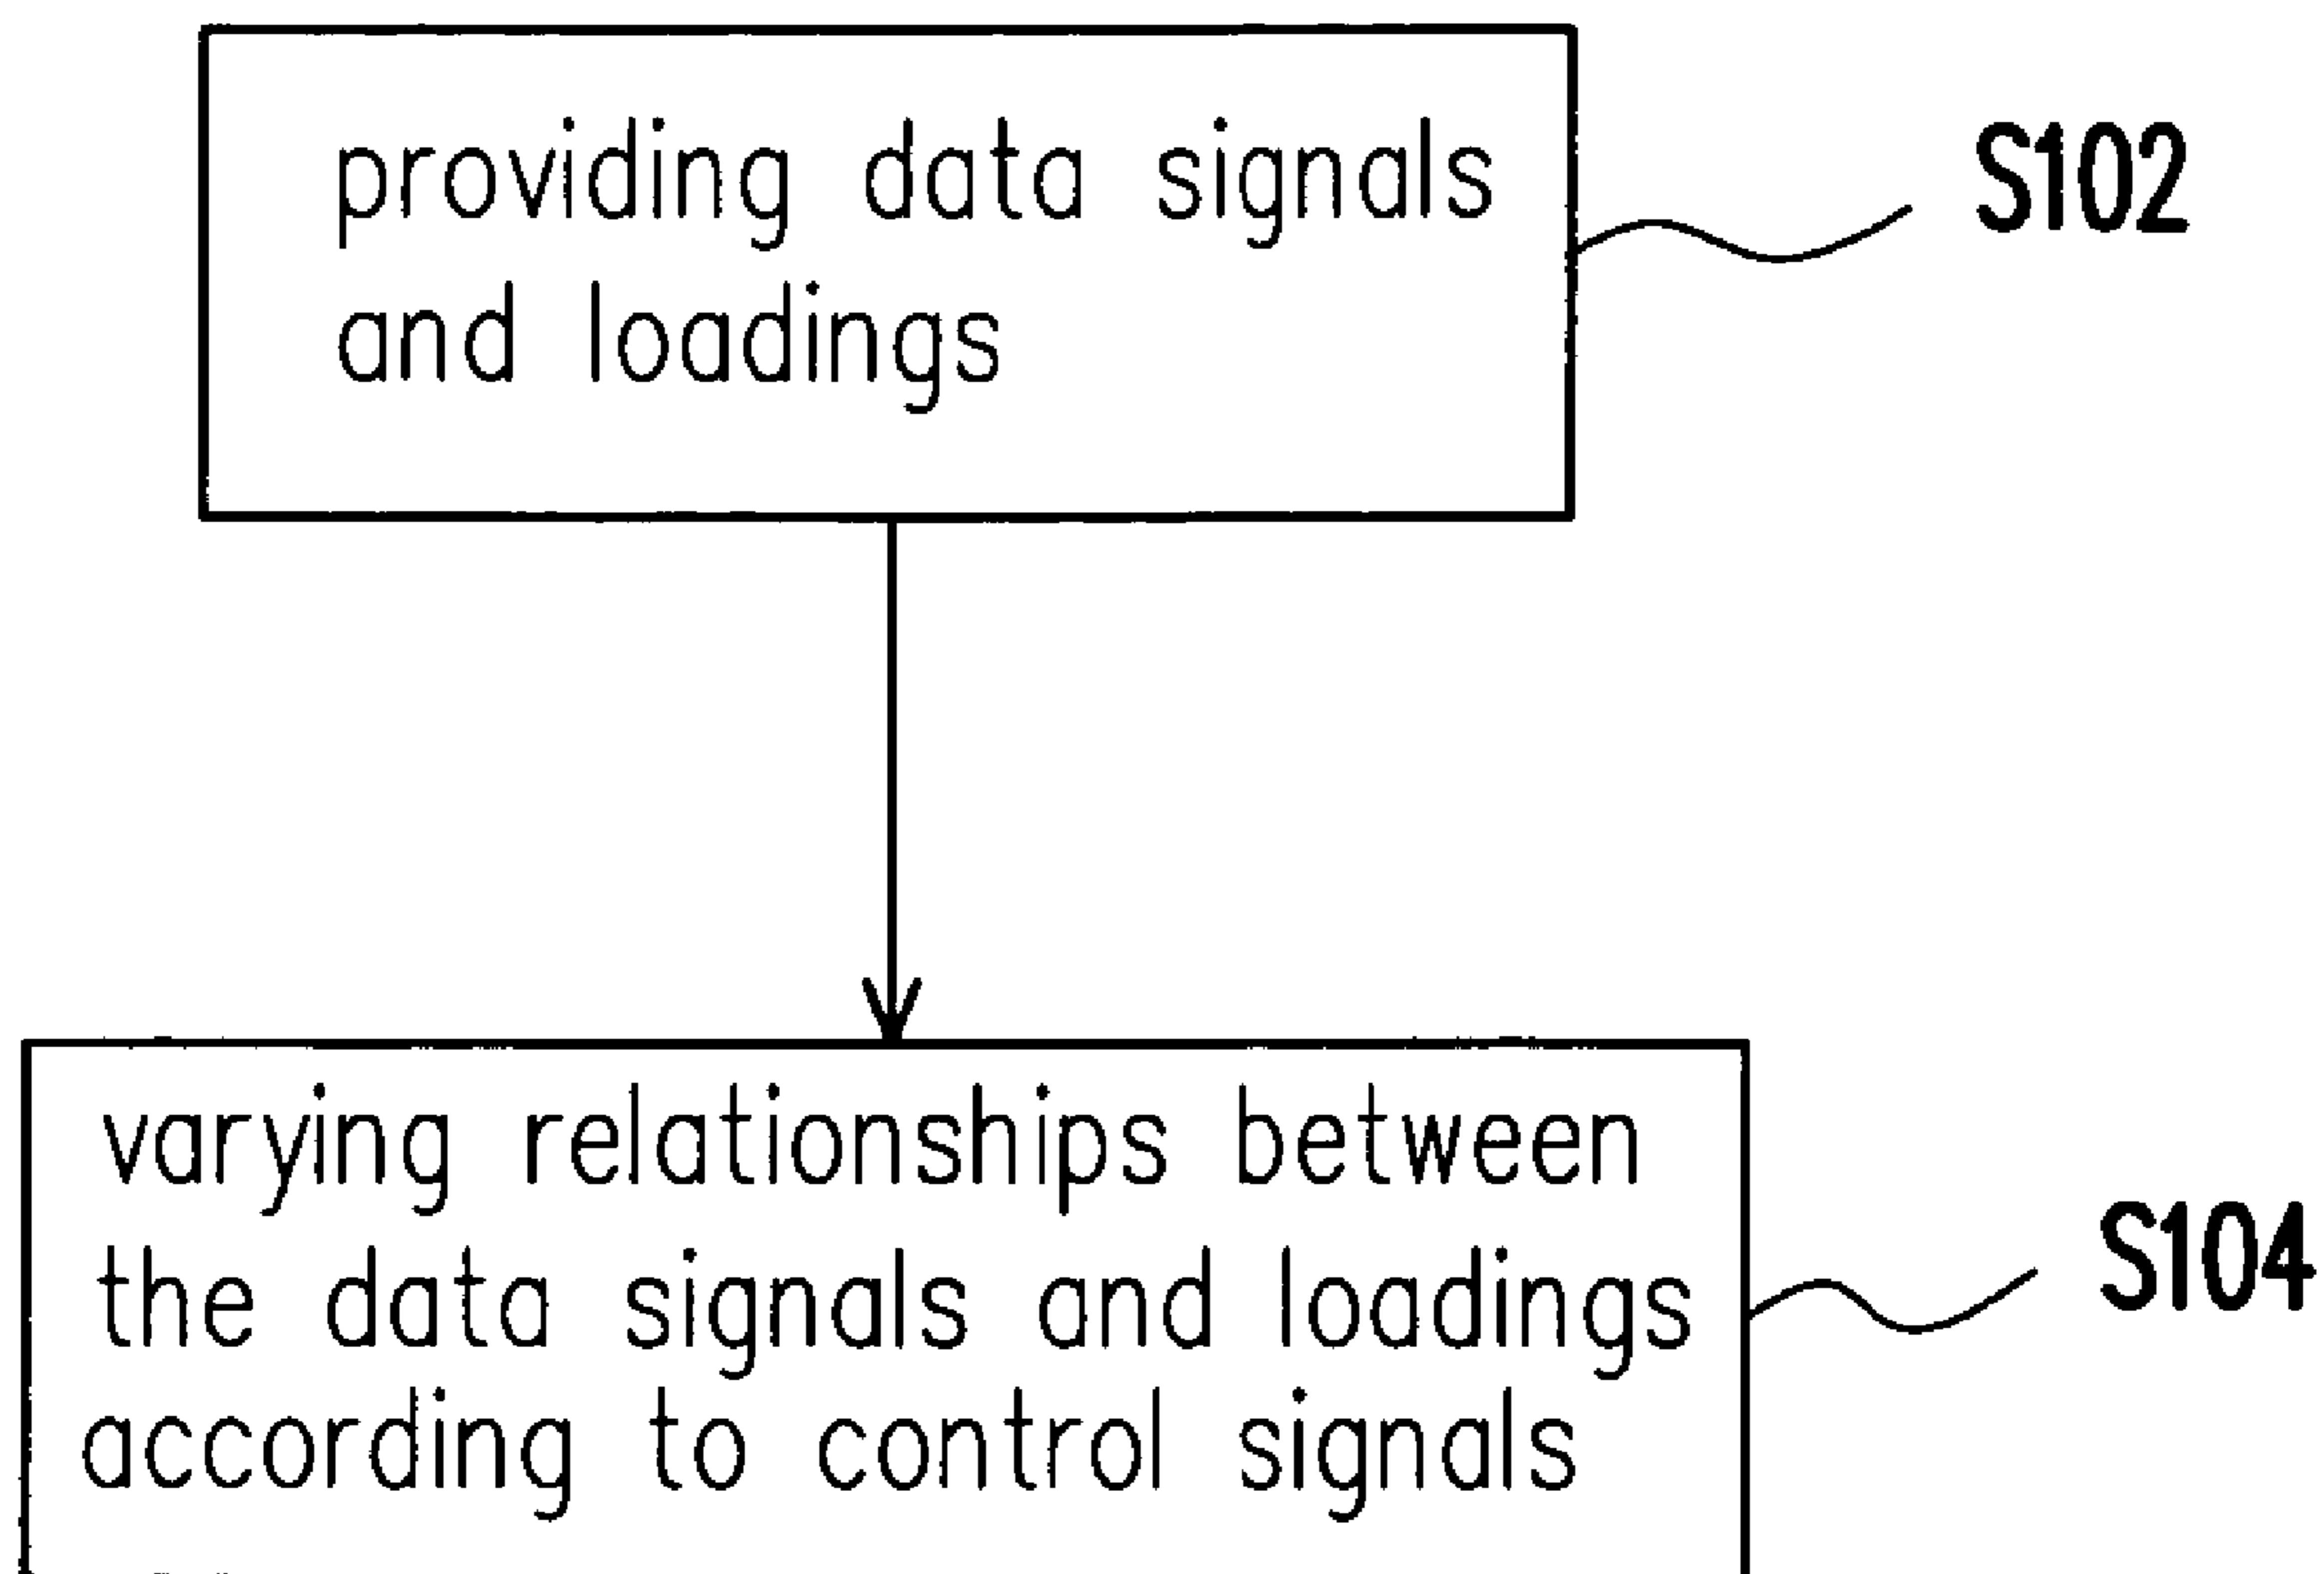 providing data signals
and loadings
S102
varying relationships between
the data signals and loadings
according to control signals
S104